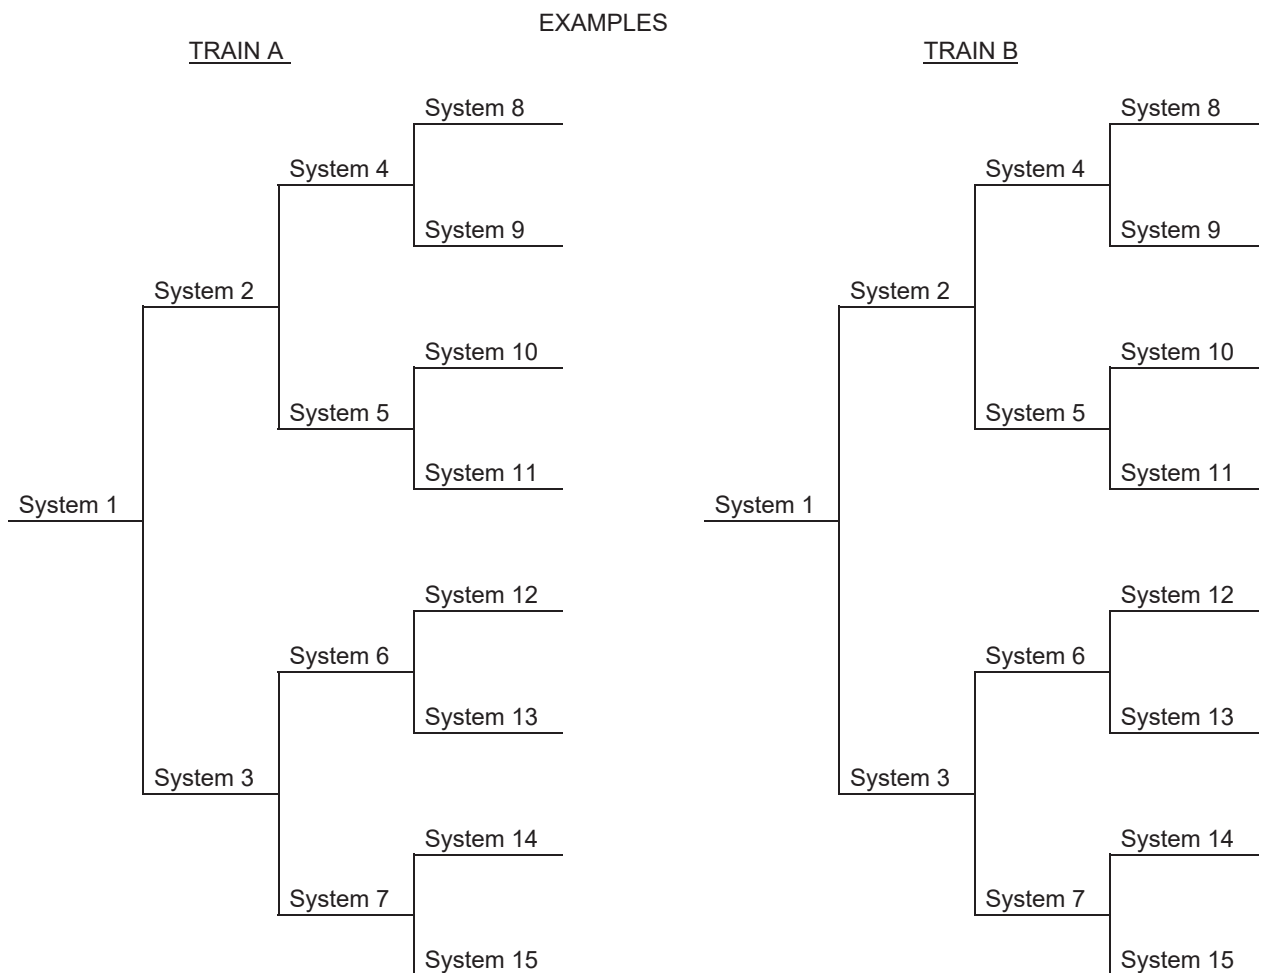 EXAMPLES
TRAIN A
TRAIN B
System 8
System 8
System 4
System 4
System 9
System 9
System 2
System 2
System 10
System 10
System 5
System 5
System 11
System 11
System 1
System 1
System 12
System 12
System 6
System 6
System 13
System 13
System 3
System 3
System 14
System 14
System 7
System 7
System 15
System 15